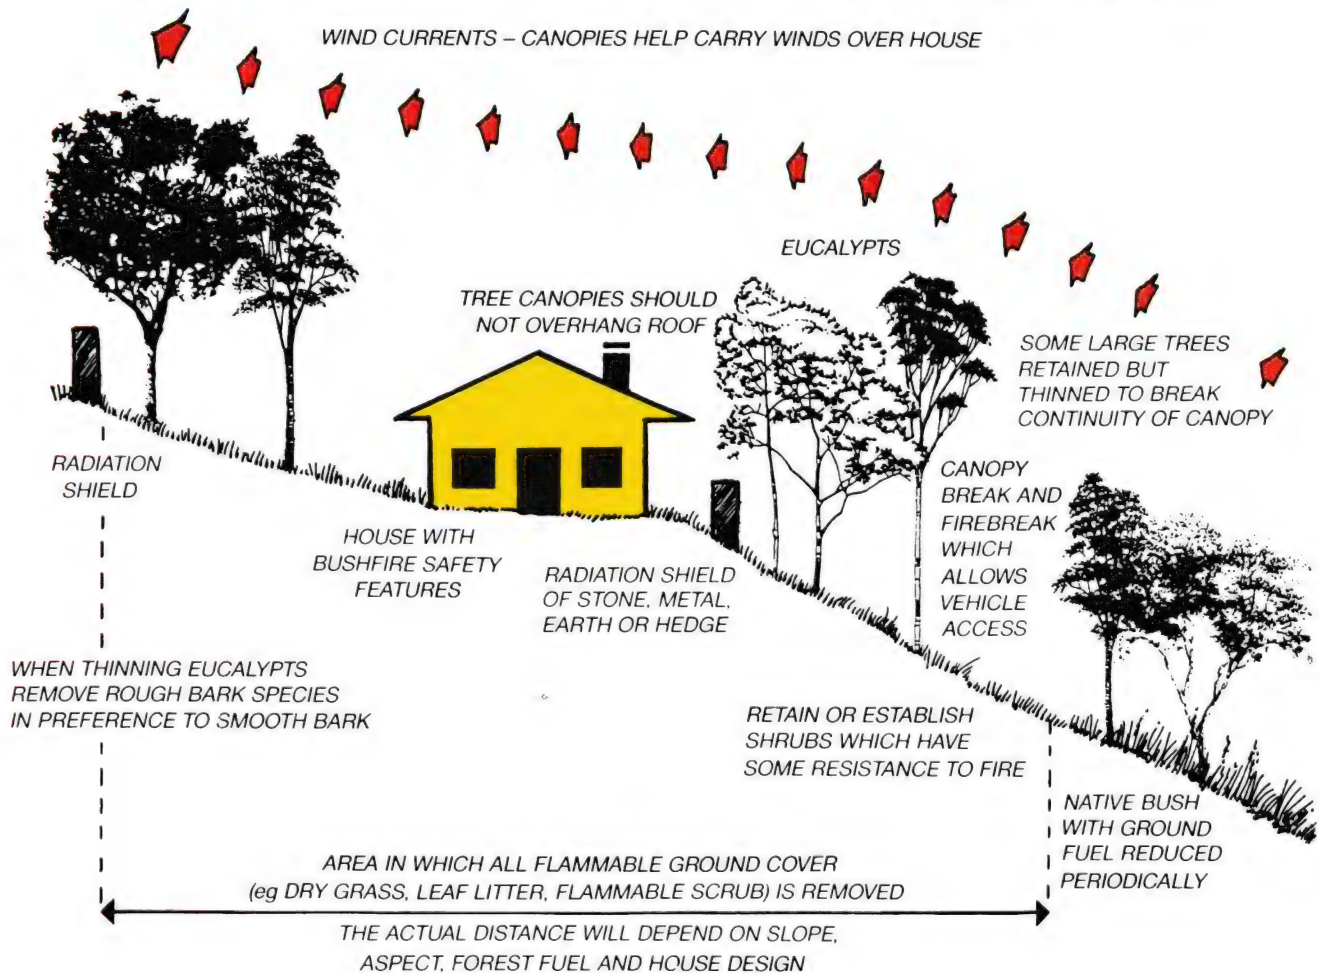 WIND CURRENTS – CANOPIES HELP CARRY WINDS OVER HOUSE
EUCALYPTS
TREE CANOPIES SHOULD
NOT OVERHANG ROOF
SOME LARGE TREES
RETAINED BUT
THINNED TO BREAK
CONTINUITY OF CANOPY
RADIATION
SHIELD
CANOPY
BREAK AND
FIREBREAK
WHICH
ALLOWS
VEHICLE
ACCESS
HOUSE WITH
BUSHFIRE SAFETY
FEATURES
RADIATION SHIELD
OF STONE, METAL,
EARTH OR HEDGE
WHEN THINNING EUCALYPTS
REMOVE ROUGH BARK SPECIES
IN PREFERENCE TO SMOOTH BARK
RETAIN OR ESTABLISH
SHRUBS WHICH HAVE
SOME RESISTANCE TO FIRE
NATIVE BUSH
WITH GROUND
FUEL REDUCED
PERIODICALLY
AREA IN WHICH ALL FLAMMABLE GROUND COVER
(eg DRY GRASS, LEAF LITTER, FLAMMABLE SCRUB) IS REMOVED
THE ACTUAL DISTANCE WILL DEPEND ON SLOPE,
ASPECT, FOREST FUEL AND HOUSE DESIGN